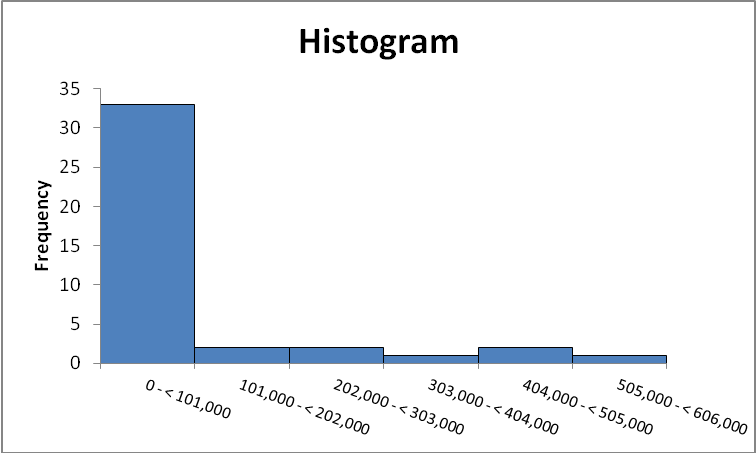 Histogram
35
30
25
20
15
10
5
0
Frequency
0 - < 101,000
101,000 - < 202,000
202,000 - < 303,000
303,000 - < 404,000
404,000 - < 505,000
505,000 - < 606,000